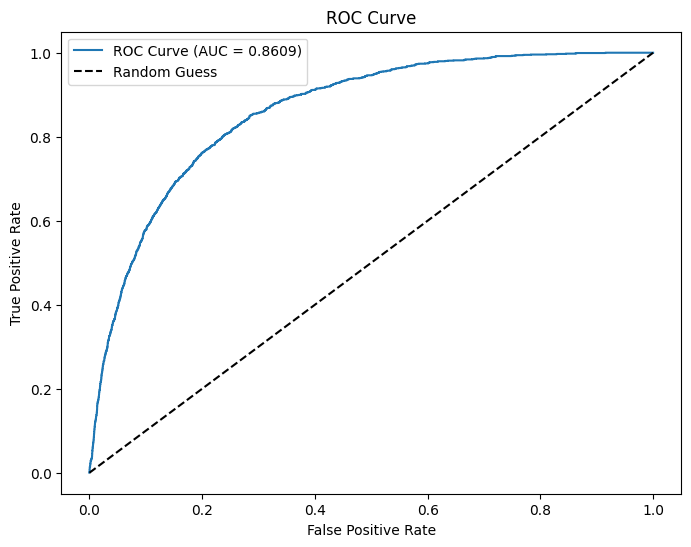 ROC Curve
ROC Curve (AUC = 0.8609)
Random Guess
True Positive Rate
1.0
0.8
0.6
0.4
0.2
0.0
0.0 0.2 0.4 0.6 0.8 1.0
False Positive Rate